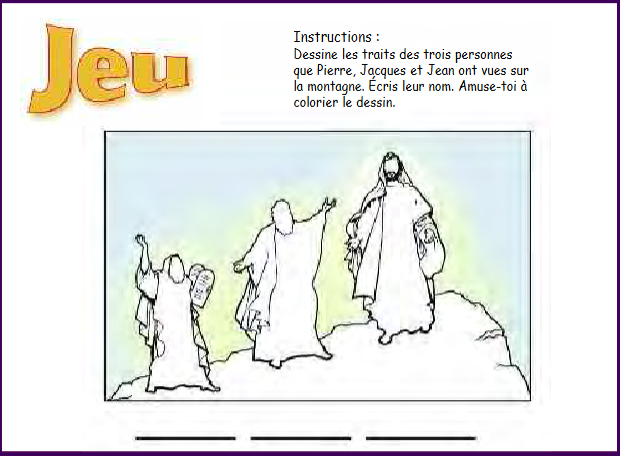 Jeu
Instructions :
Dessine les traits des trois personnes
que Pierre, Jacques et Jean ont vues sur
la montagne. Écris leur nom. Amuse-toi à
colorier le dessin.